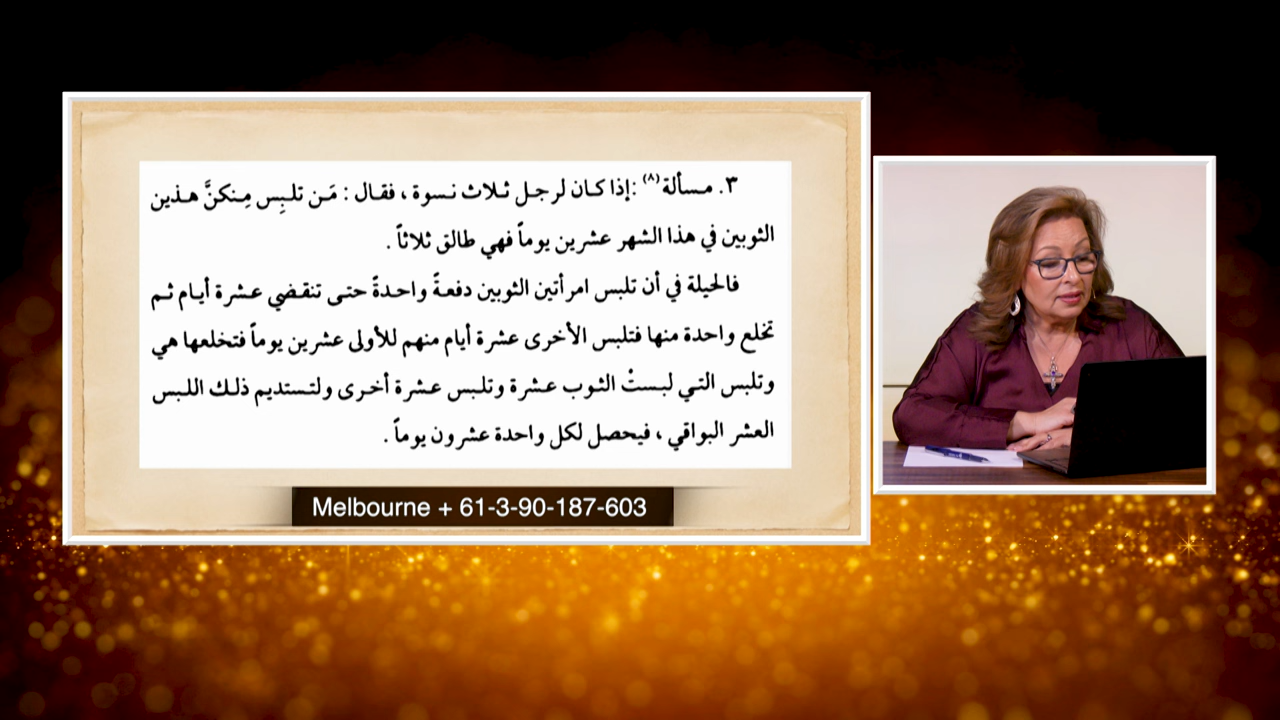 ٣. مسألة(٨) :إذا كان لرجل ثلاث نسوة ، فقال : مَن تلبِس مِنكنَّ هذين
الثوبين في هذا الشهر عشرين يوماً فهي طالق ثلاثاً .
فالحيلة في أن تلبس امرأتين الثوبين دفعةً واحدةً حتى تنقضي عشرة أيام ثم
تخلع واحدة منها فتلبس الأخرى عشرة أيام منهم للأولى عشرين يوماً فتخلعها هي
وتلبس التي لبستْ الثوب عشرة وتلبس عشرة أخرى ولتستديم ذلك اللبس
العشر البواقي ، فيحصل لكل واحدة عشرون يوماً .
Melbourne + 61-3-90-187-603